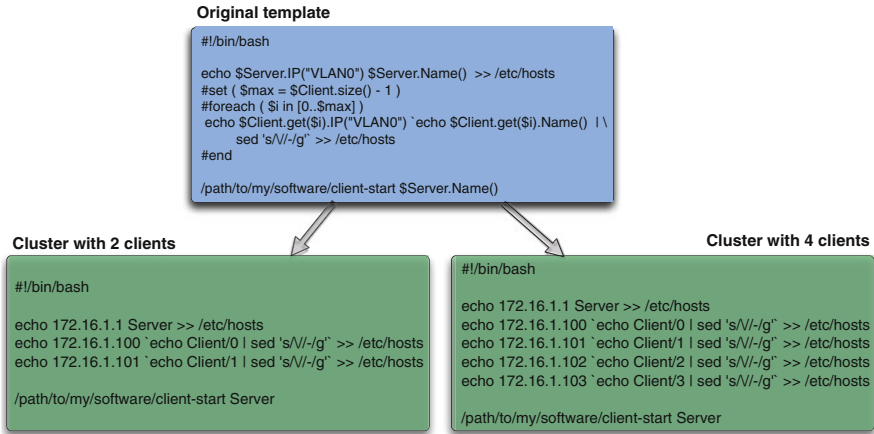 Original template
#!/bin/bash
echo $Server.IP("VLAN0") $Server.Name()  >> /etc/hosts
#set ( $max = $Client.size() - 1 )
#foreach ( $i in [0..$max] )
echo $Client.get($i).IP("VLAN0") `echo $Client.get($i).Name()  | \
sed 's/\//-/g'` >> /etc/hosts
#end
/path/to/my/software/client-start $Server.Name()
Cluster with 2 clients
#!/bin/bash
echo 172.16.1.1 Server >> /etc/hosts
echo 172.16.1.100 `echo Client/0 | sed 's/\//-/g'` >> /etc/hosts
echo 172.16.1.101 `echo Client/1 | sed 's/\//-/g'` >> /etc/hosts
/path/to/my/software/client-start Server
Cluster with 4 clients
#!/bin/bash
echo 172.16.1.1 Server >> /etc/hosts
echo 172.16.1.100 `echo Client/0 | sed 's/\//-/g'` >> /etc/hosts
echo 172.16.1.101 `echo Client/1 | sed 's/\//-/g'` >> /etc/hosts
echo 172.16.1.102 `echo Client/2 | sed 's/\//-/g'` >> /etc/hosts
echo 172.16.1.103 `echo Client/3 | sed 's/\//-/g'` >> /etc/hosts
/path/to/my/software/client-start Server